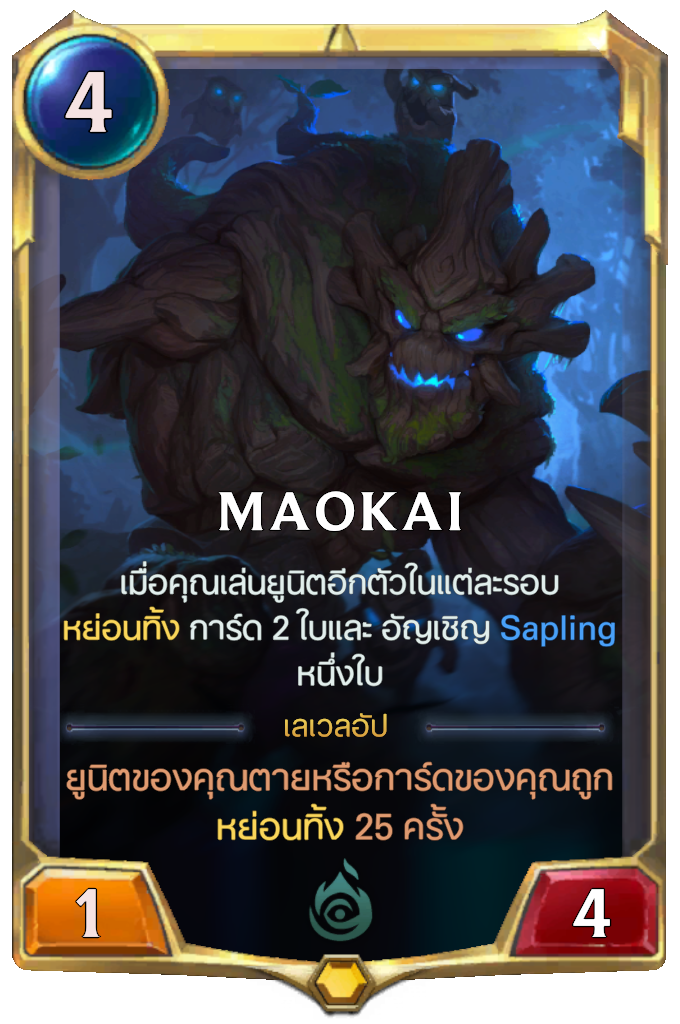 4
MAOKAI
เมื่อคุณเล่นยูนิตอีกตัวในแต่ละรอบ
หย่อนทิ้ง การ์ด 2 ใบและ อัญเชิญ Sapling
หนึ่งใบ
เลเวลอัป
ยูนิตของคุณตายหรือการ์ดของคุณถูก
หย่อนทิ้ง 25 ครั้ง
1
4